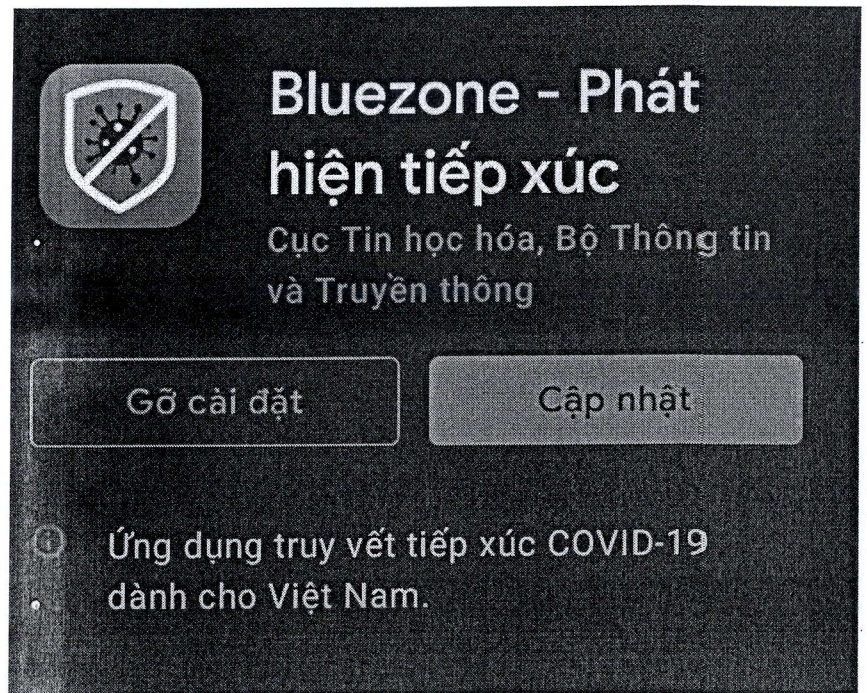 Bluezone - Phát
hiện tiếp xúc
Cục Tin học hóa, Bộ Thông tin
và Truyền thông
Gỡ cài đặt
Cập nhật
Ứng dụng truy vết tiếp xúc COVID-19
dành cho Việt Nam.